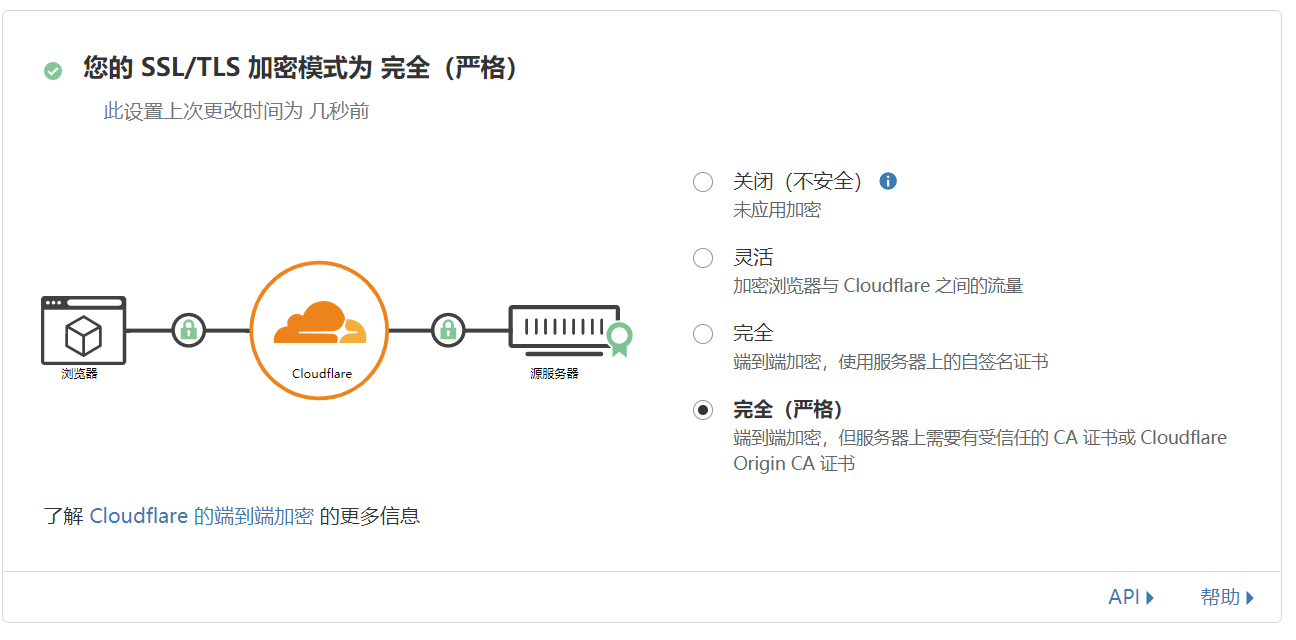 您的 SSL/TLS 加密模式为 完全（严格）
此设置上次更改时间为 几秒前
关闭（不安全）
未应用加密
灵活
加密浏览器与 Cloudflare 之间的流量
完全
端到端加密，使用服务器上的自签名证书
完全（严格）
端到端加密，但服务器上需要有受信任的 CA 证书或 Cloudflare
Origin CA 证书
浏览器
Cloudflare
源服务器
了解 Cloudflare 的端到端加密 的更多信息
API
帮助